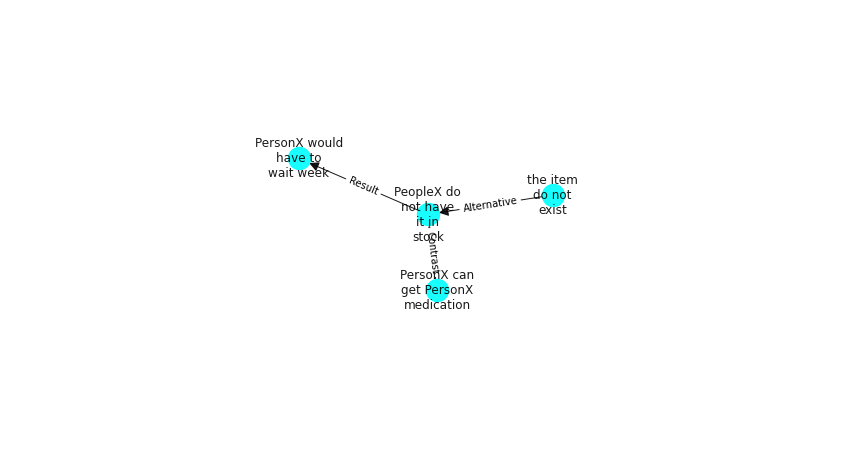 PersonX would
have to
wait week
Result
PeopleX do
not have
it in
stock
Alternative
the item
do not
exist
Contrast
PersonX can
get PersonX
medication